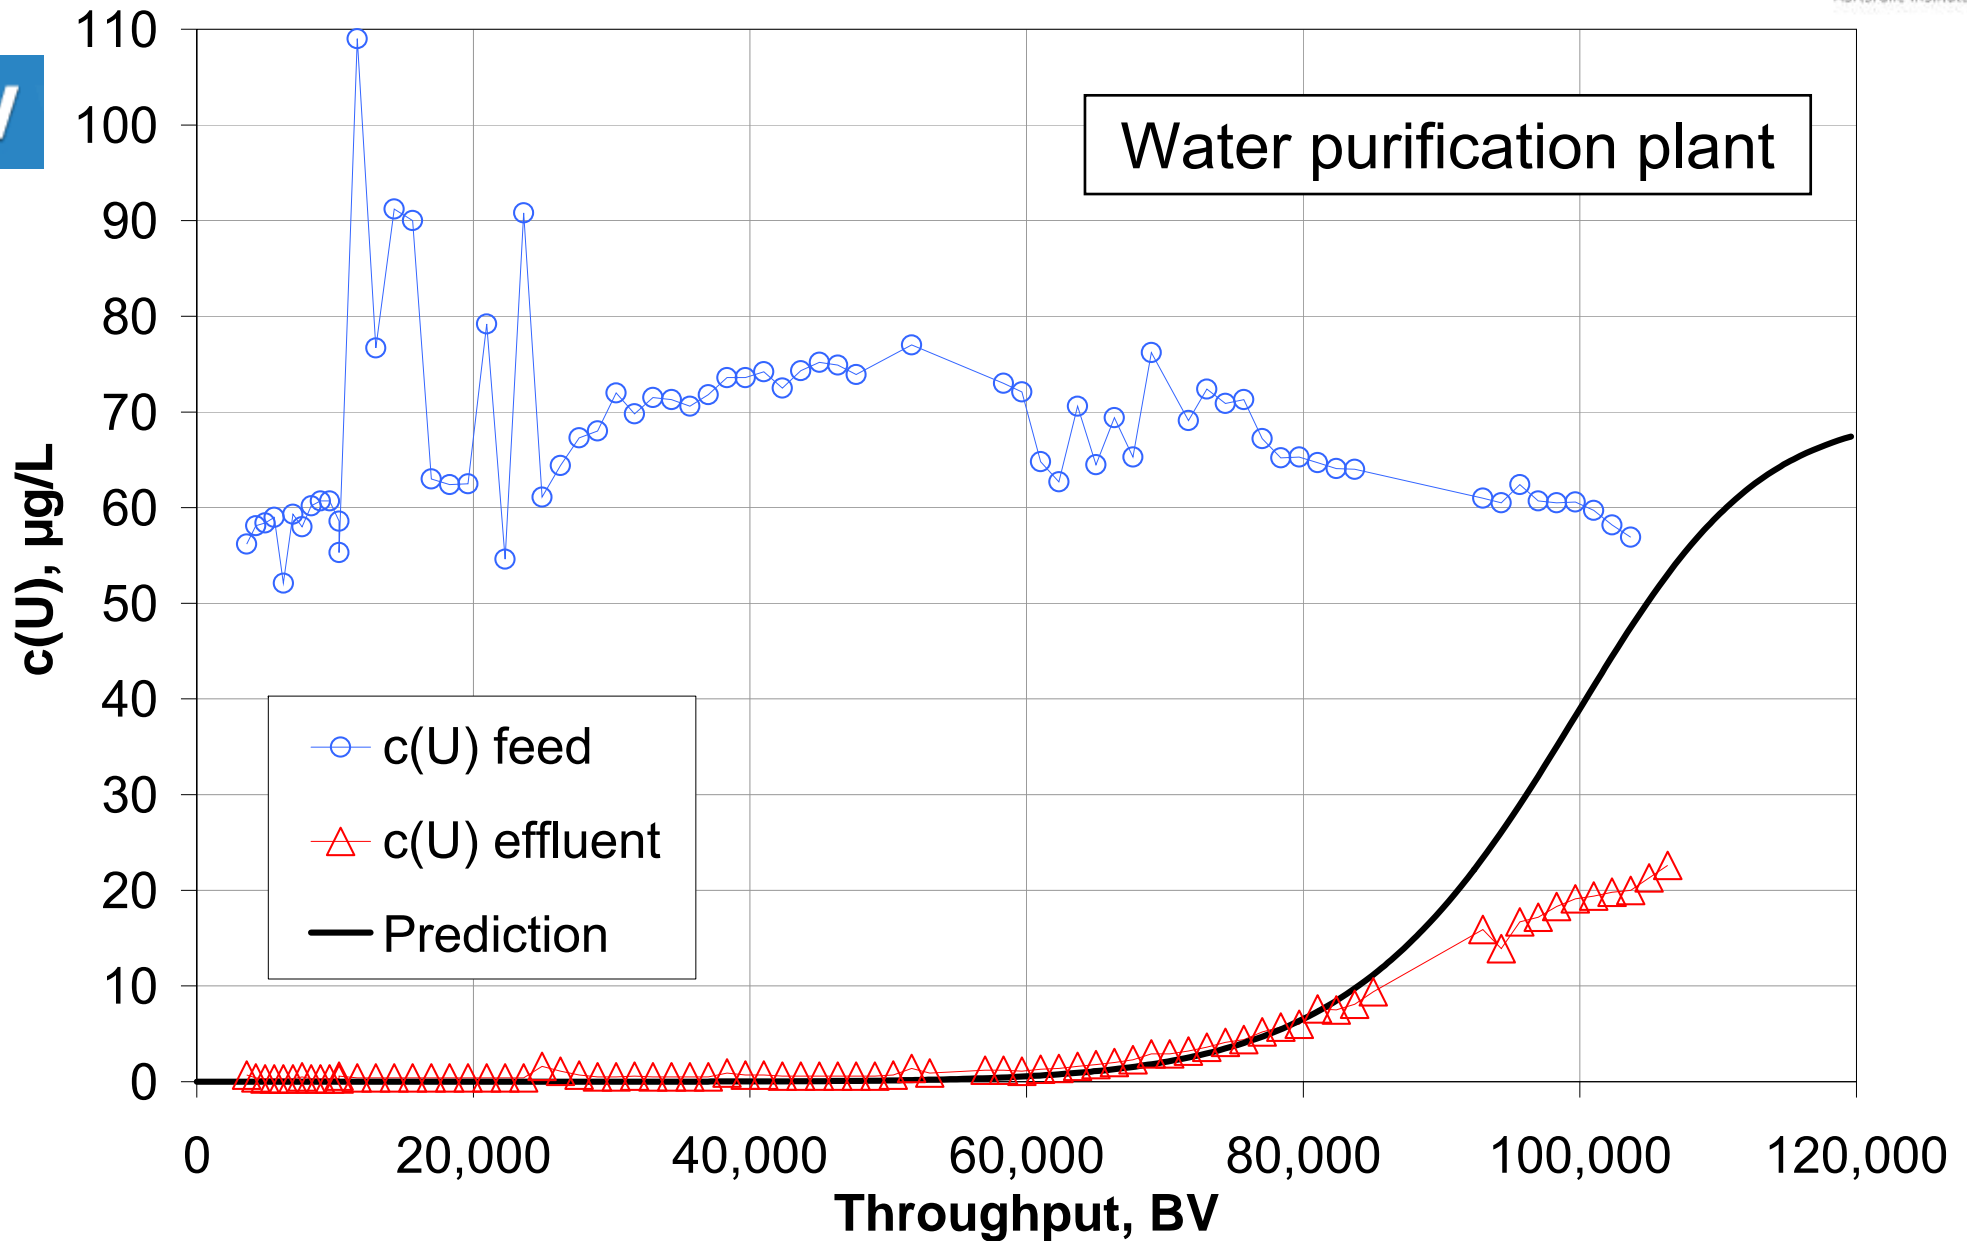 110
100
90
80
70
60
50
40
30
20
10
0
c(U), µg/L
Water purification plant
c(U) feed
c(U) effluent
Prediction
0 20,000 40,000 60,000 80,000 100,000 120,000
Throughput, BV